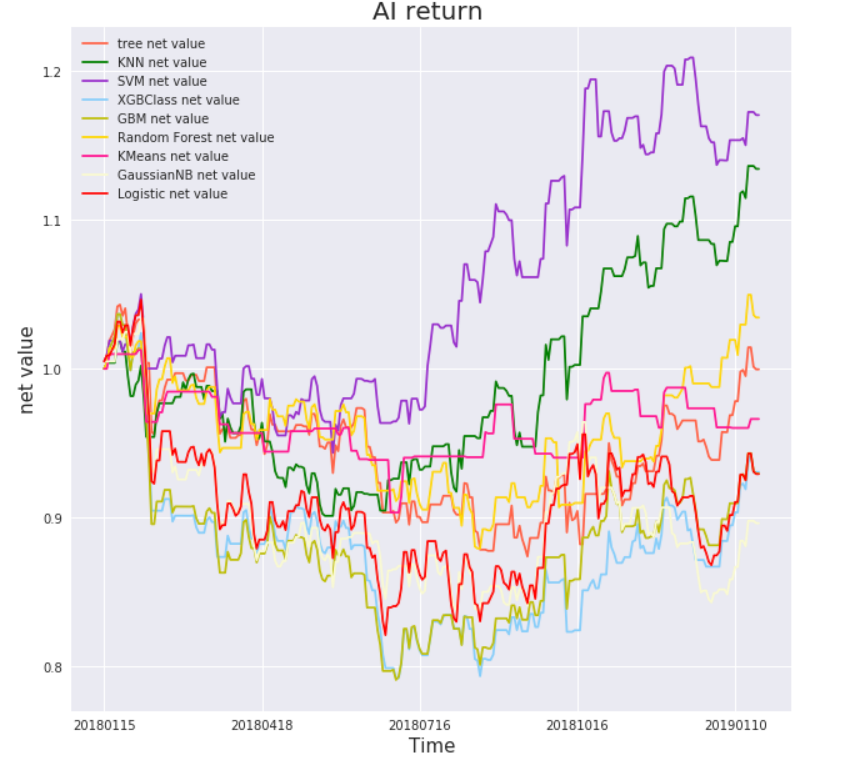 AI return
tree net value
KNN net value
SVM net value
XGBClass net value
GBM net value
Random Forest net value
KMeans net value
GaussianNB net value
Logistic net value
1.2
1.1
1.0
0.9
0.8
net value
20180115 20180418 20180716 20181016 20190110
Time